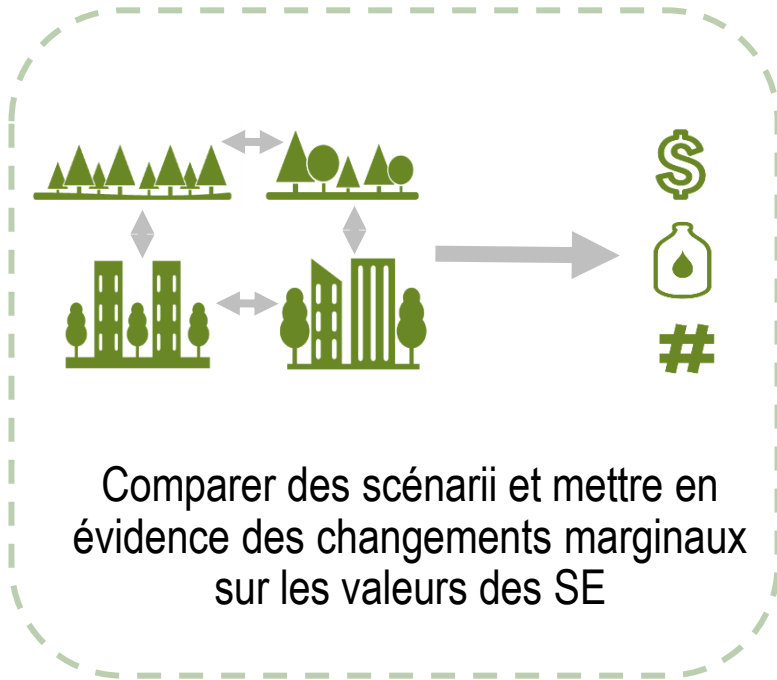 $
#
Comparer des scénarii et mettre en
évidence des changements marginaux
sur les valeurs des SE